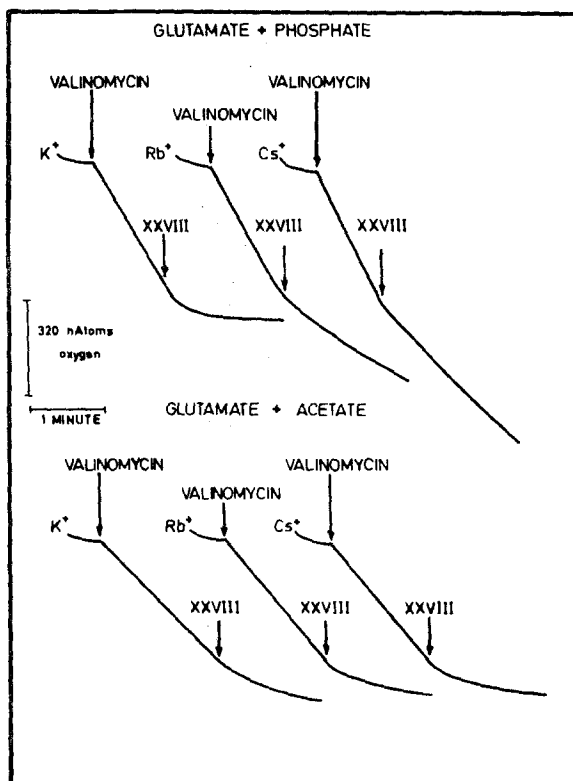 GLUTAMATE + PHOSPHATE
VALINOMYCIN
VALINOMYCIN
VALINOMYCIN
K+
Rb+
Cs+
XXVIII
XXVIII
XXVIII
320 nAtoms
oxygen
1 MINUTE
GLUTAMATE + ACETATE
VALINOMYCIN
VALINOMYCIN
VALINOMYCIN
K+
Rb+
Cs+
XXVIII
XXVIII
XXVIII